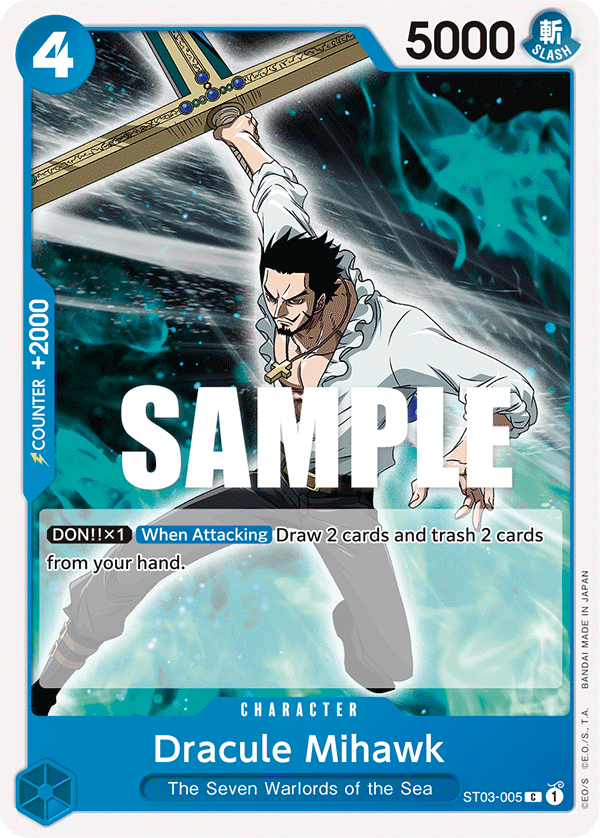 4
5000
斬
SLASH
COUNTER +2000
SAMPLE
DON!!×1 When Attacking Draw 2 cards and trash 2 cards
from your hand.
CHARACTER
Dracule Mihawk
The Seven Warlords of the Sea
ST03-005 C 1
©E.O./S ©E.O./S., T.A. BANDAI MADE IN JAPAN